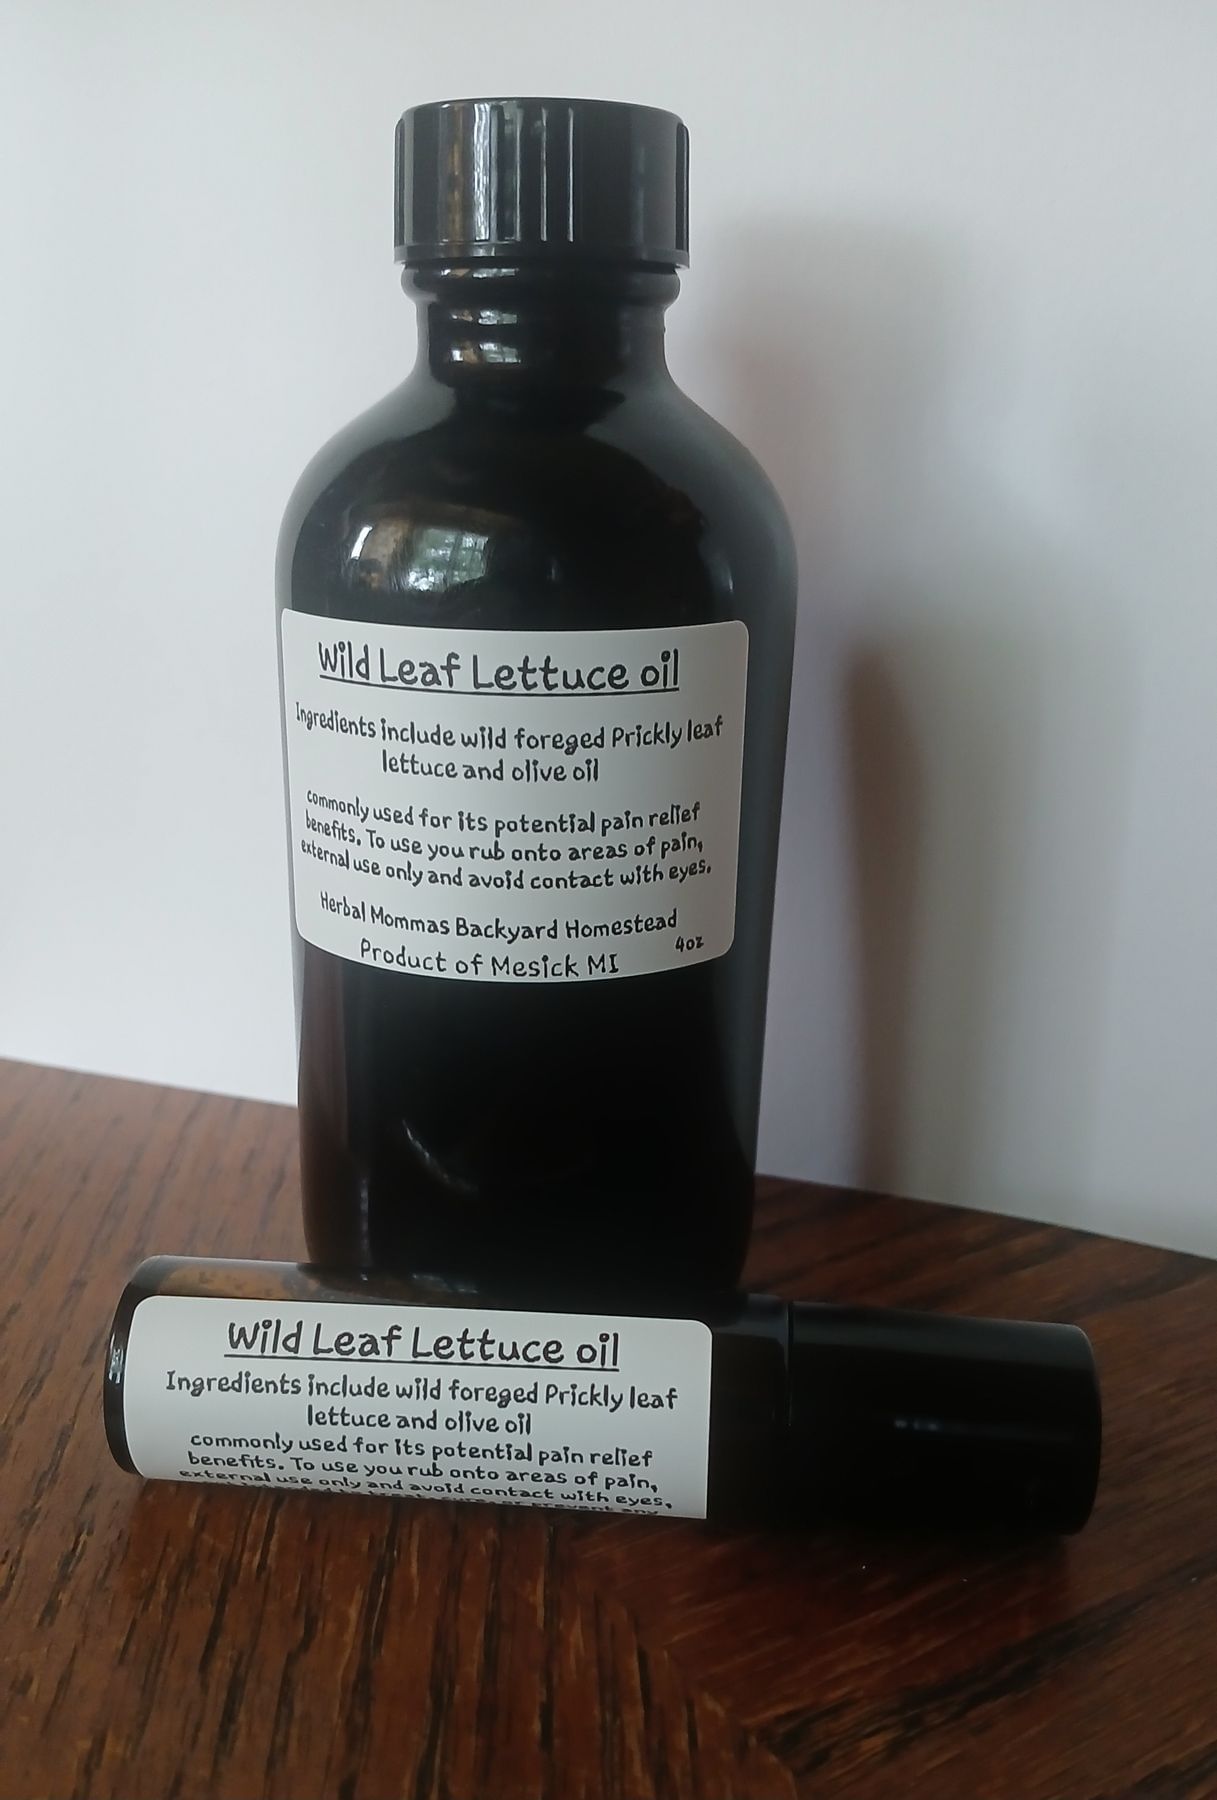 Wild Leaf Lettuce oil
Ingredients include wild foreged Prickly leaf
lettuce and olive oil
commonly used for its potential pain relief
benefits. To use you rub onto areas of pain,
external use only and avoid contact with eyes.
Herbal Mommas Backyard Homestead
4oz
Product of Mesick MI
Wild Leaf Lettuce oil
Ingredients include wild foreged Prickly leaf
lettuce and olive oil
commonly used for its potential pain relief
benefits. To use you rub onto areas of pain,
external use only and avoid contact with eyes,
prevent any